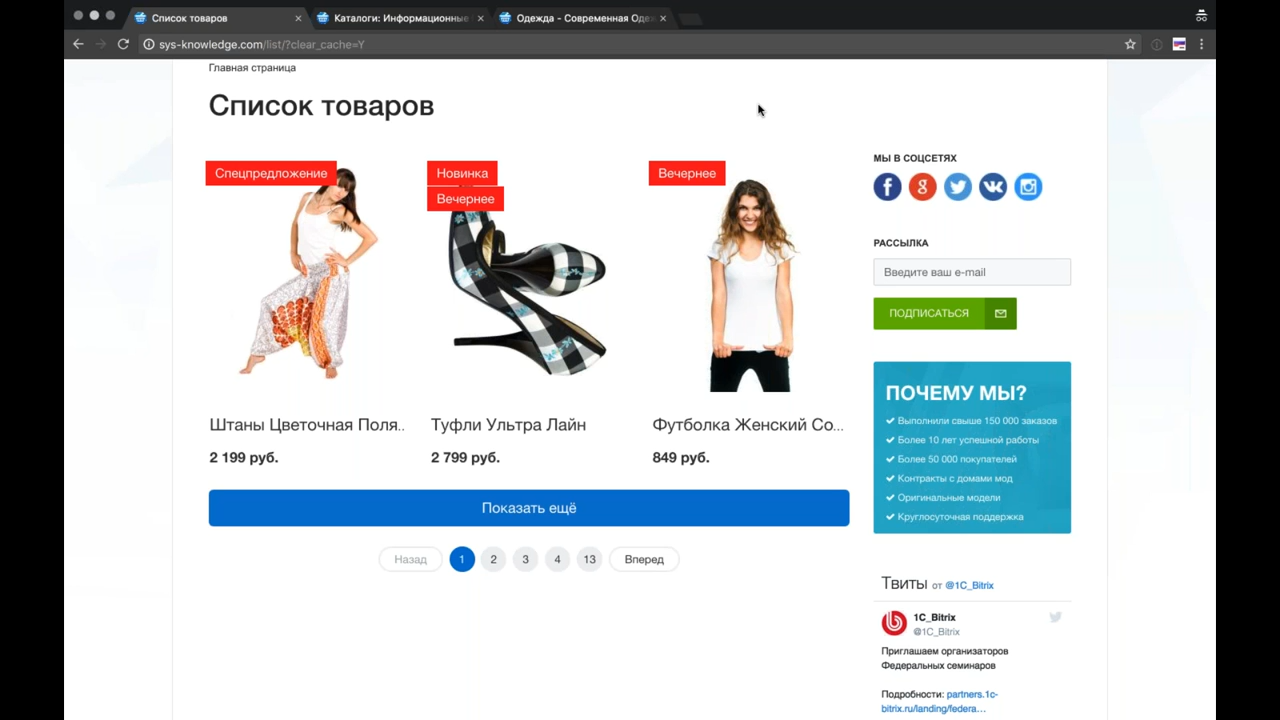 Список товаров
Каталоги: Информационные
Одежда - Современная Оде
sys-knowledge.com/list/?clear_cache=Y
Главная страница
Список товаров
Спецпредложение
Новинка
Вечернее
Вечернее
Штаны Цветочная Поля..
Туфли Ультра Лайн
Футболка Женский Со...
2 199 руб.
2 799 руб.
849 руб.
Показать ещё
Назад
1
2
3
4
13
Вперед
МЫ В СОЦСЕТЯХ
РАССЫЛКА
Введите ваш e-mail
ПОДПИСАТЬСЯ
ПОЧЕМУ МЫ?
Выполнили свыше 150 000 заказов
Более 10 лет успешной работы
Более 50 000 покупателей
Контракты с домами мод
Оригинальные модели
Круглосуточная поддержка
Твиты от @1C_Bitrix
1C_Bitrix
@1C_Bitrix
Приглашаем организаторов
Федеральных семинаров
Подробности: partners.1c-
bitrix.ru/landing/federa…